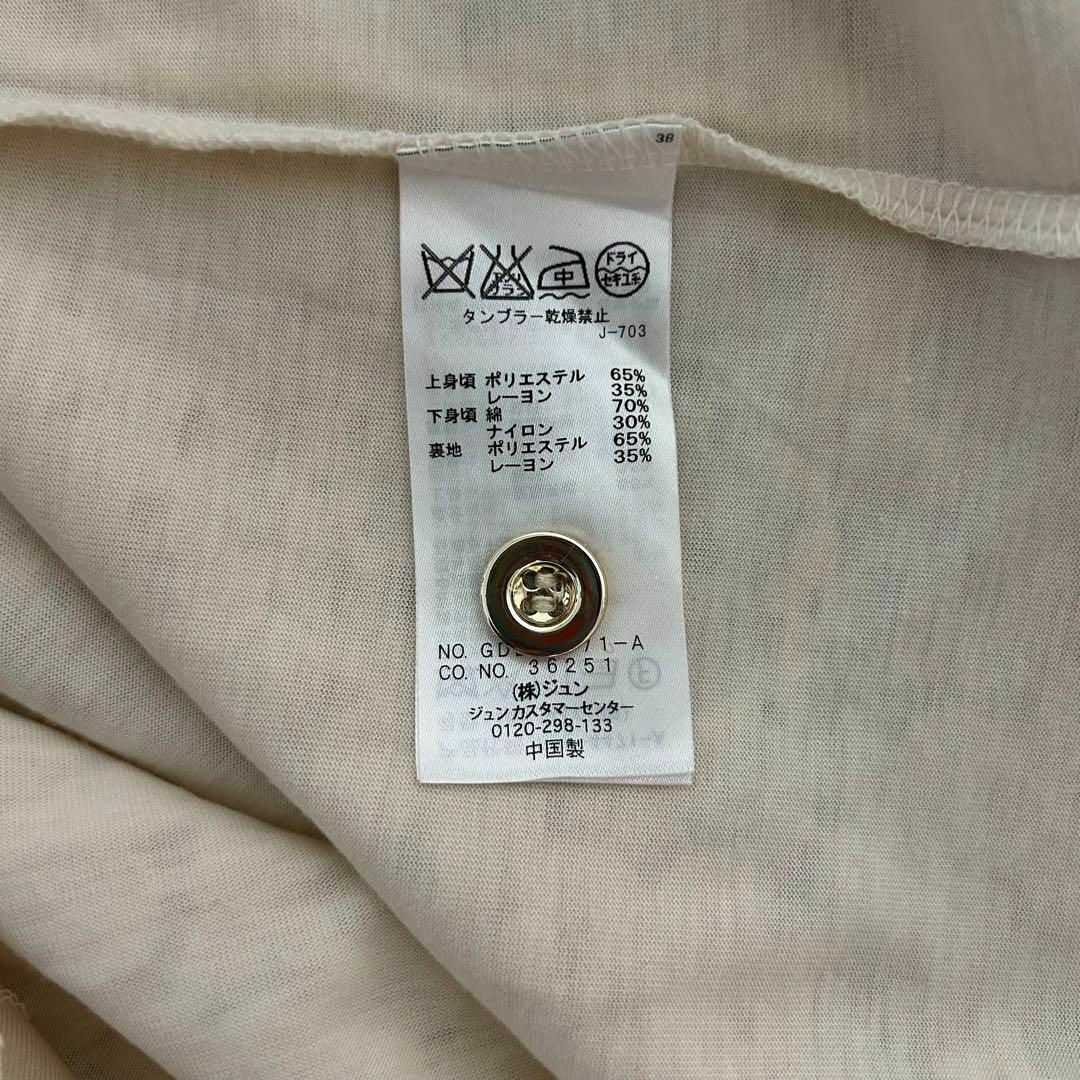 38
中 ドライ
セキユ系
タンブラー乾燥禁止
J-703
上身頃 ポリエステル 65%
レーヨン 35%
下身頃 綿 70%
ナイロン 30%
裏地 ポリエステル 65%
レーヨン 35%
NO.
CO. NO. 36251
(株)ジュン
ジュンカスタマーセンター
0120-298-133
中国製